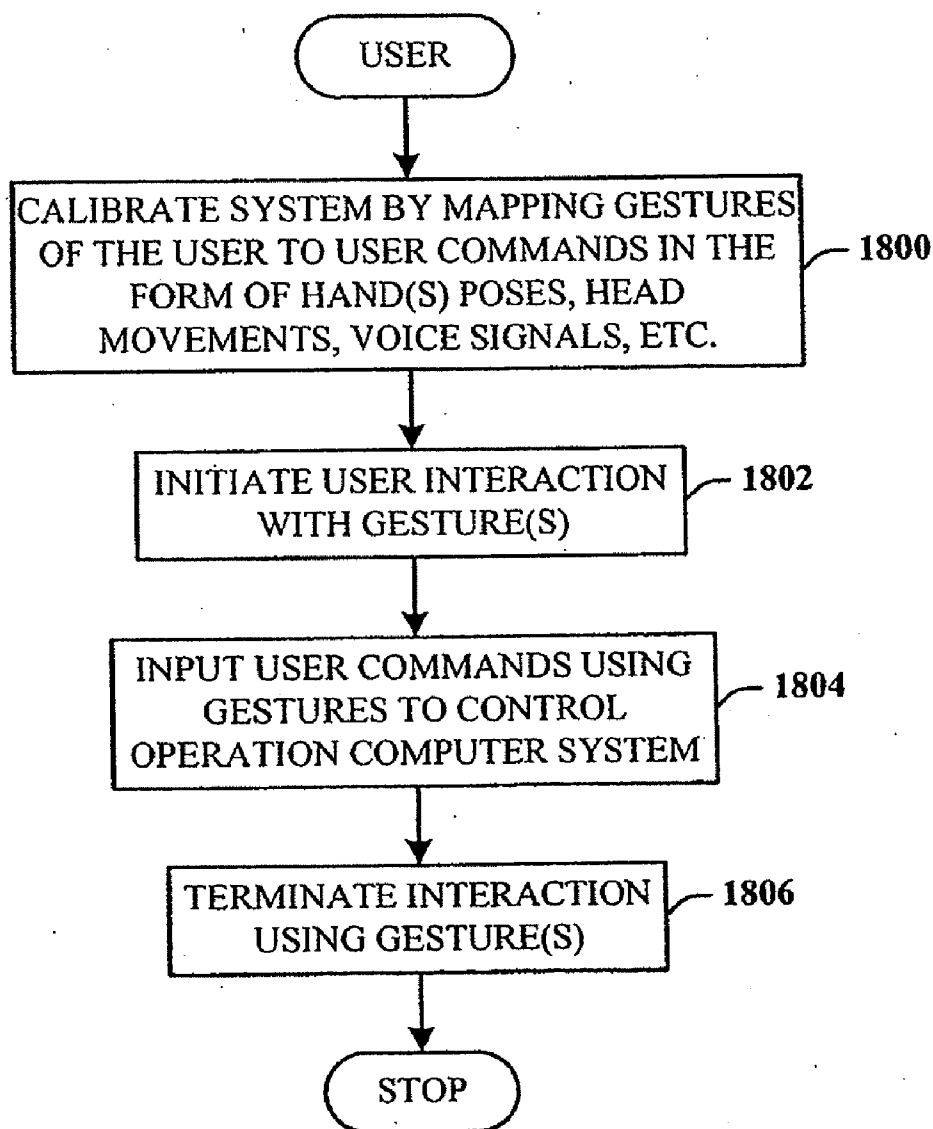 USER
CALIBRATE SYSTEM BY MAPPING GESTURES
OF THE USER TO USER COMMANDS IN THE
FORM OF HAND(S) POSES, HEAD
MOVEMENTS, VOICE SIGNALS, ETC.
1800
INITIATE USER INTERACTION
WITH GESTURE(S)
1802
INPUT USER COMMANDS USING
GESTURES TO CONTROL
OPERATION COMPUTER SYSTEM
1804
TERMINATE INTERACTION
USING GESTURE(S)
1806
STOP